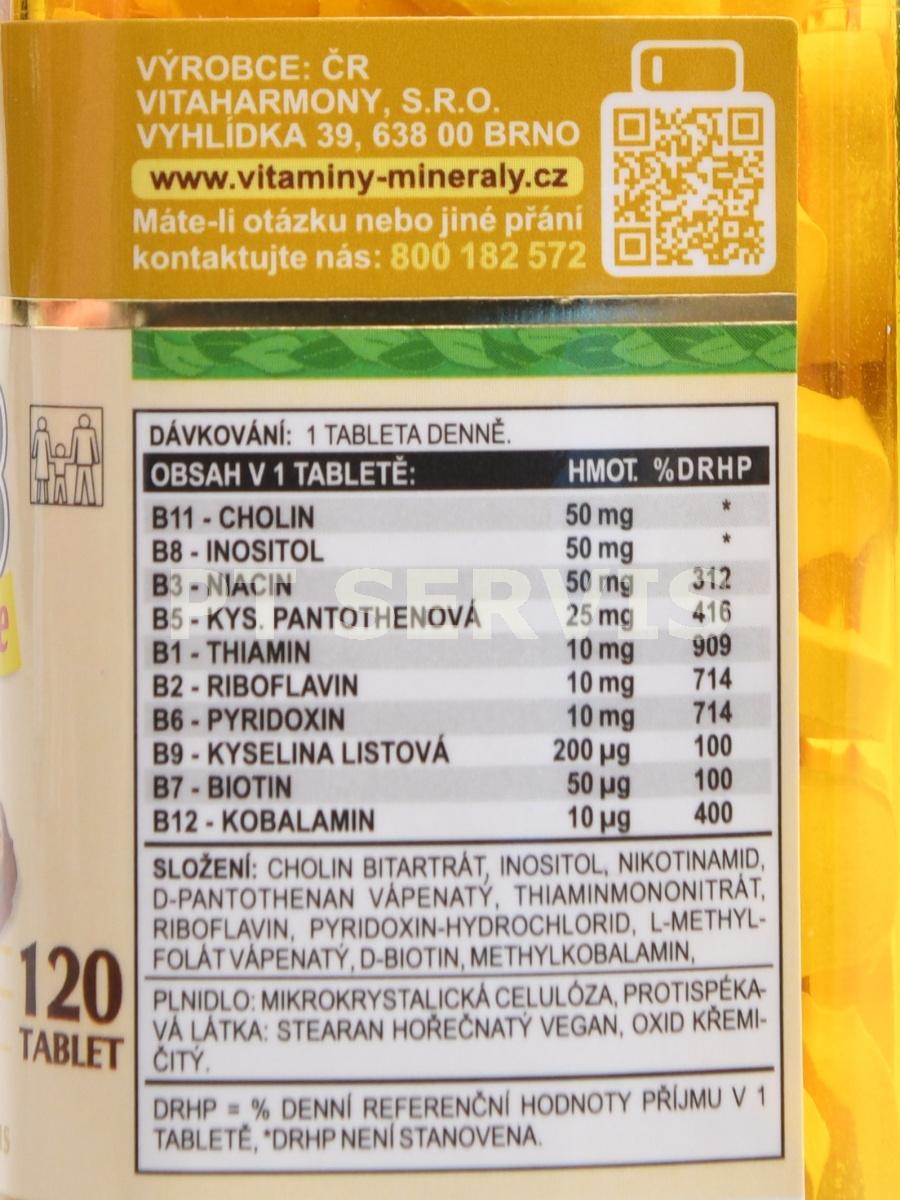 VÝROBCE: ČR
VITAHARMONY, S.R.O.
VYHLÍDKA 39, 638 00 BRNO
www.vitaminy-mineraly.cz
Máte-li otázku nebo jiné přání
kontaktujte nás: 800 182 572
DÁVKOVÁNÍ: 1 TABLETA DENNĚ.
OBSAH V 1 TABLETĚ: HMOT. %DRHP
B11 - CHOLIN 50 mg *
B8 - INOSITOL 50 mg *
B3 - NIACIN 50 mg 312
B5 - KYS. PANTOTHENOVÁ 25 mg 416
B1 - THIAMIN 10 mg 909
B2 - RIBOFLAVIN 10 mg 714
B6 - PYRIDOXIN 10 mg 714
B9 - KYSELINA LISTOVÁ 200 µg 100
B7 - BIOTIN 50 µg 100
B12 - KOBALAMIN 10 µg 400
PT SERVIS
SLOŽENÍ: CHOLIN BITARTRÁT, INOSITOL, NIKOTINAMID,
D-PANTOTHENAN VÁPENATÝ, THIAMINMONONITRÁT,
RIBOFLAVIN, PYRIDOXIN-HYDROCHLORID, L-METHYL-
FOLÁT VÁPENATÝ, D-BIOTIN, METHYLKOBALAMIN,
PLNIDLO: MIKROKRYSTALICKÁ CELULÓZA, PROTISPÉKA-
VÁ LÁTKA: STEARAN HOŘEČNATÝ VEGAN, OXID KŘEMI-
ČITÝ.
DRHP = % DENNÍ REFERENČNÍ HODNOTY PŘÍJMU V 1
TABLETĚ, *DRHP NENÍ STANOVENA.
120
TABLET